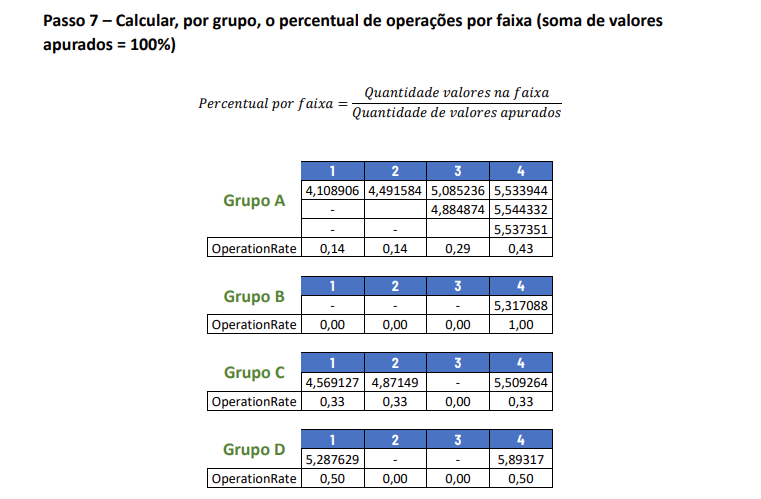 Passo 7 – Calcular, por grupo, o percentual de operações por faixa (soma de valores
apurados = 100%)
Percentual por faixa = Quantidade valores na faixa / Quantidade de valores apurados
1 2 3 4
Grupo A
4,108906 4,491584 5,085236 5,533944
- 4,884874 5,544332
- - 5,537351
OperationRate 0,14 0,14 0,29 0,43
1 2 3 4
Grupo B
- - - 5,317088
OperationRate 0,00 0,00 0,00 1,00
1 2 3 4
Grupo C
4,569127 4,87149 - 5,509264
OperationRate 0,33 0,33 0,00 0,33
1 2 3 4
Grupo D
5,287629 - - 5,89317
OperationRate 0,50 0,00 0,00 0,50